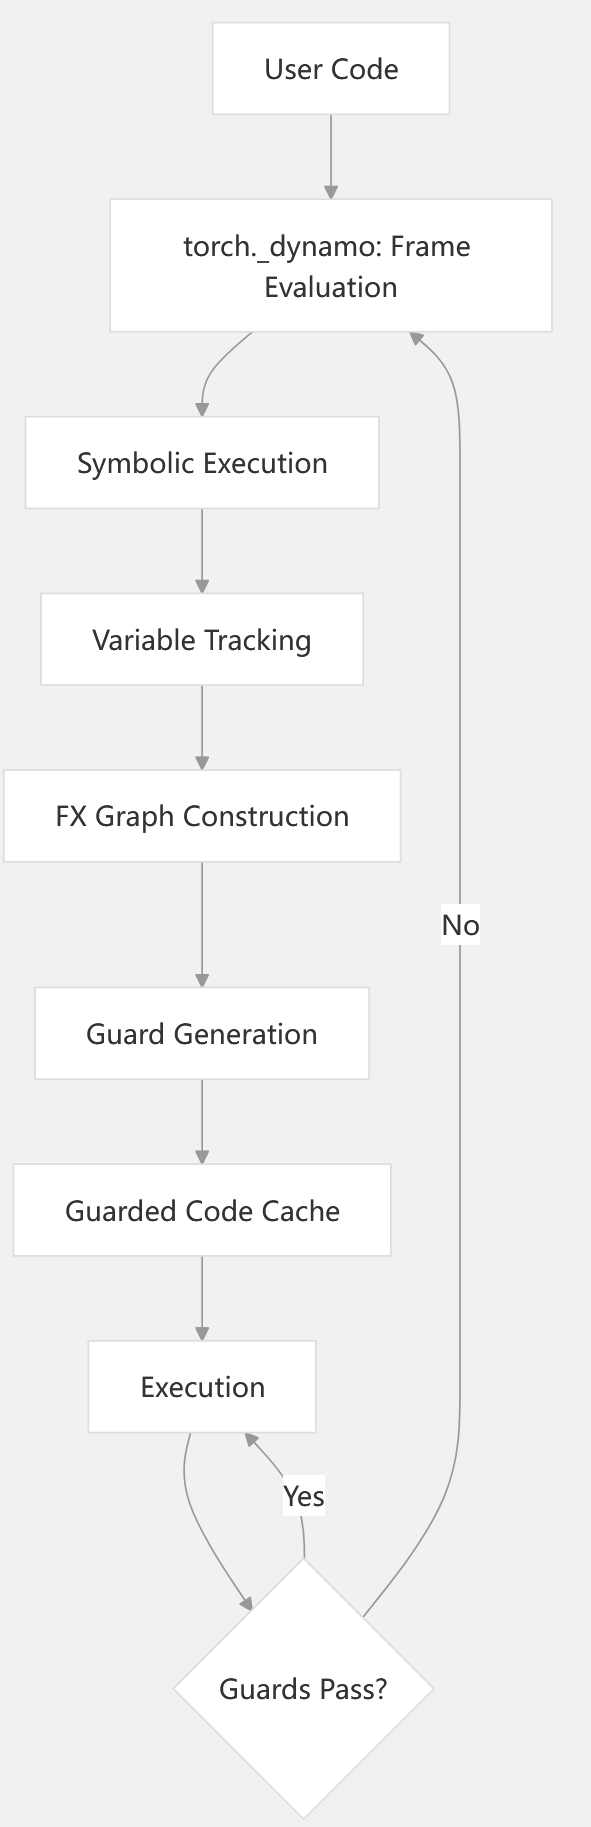 User Code
torch._dynamo: Frame
Evaluation
Symbolic Execution
Variable Tracking
FX Graph Construction
No
Guard Generation
Guarded Code Cache
Execution
Yes
Guards Pass?